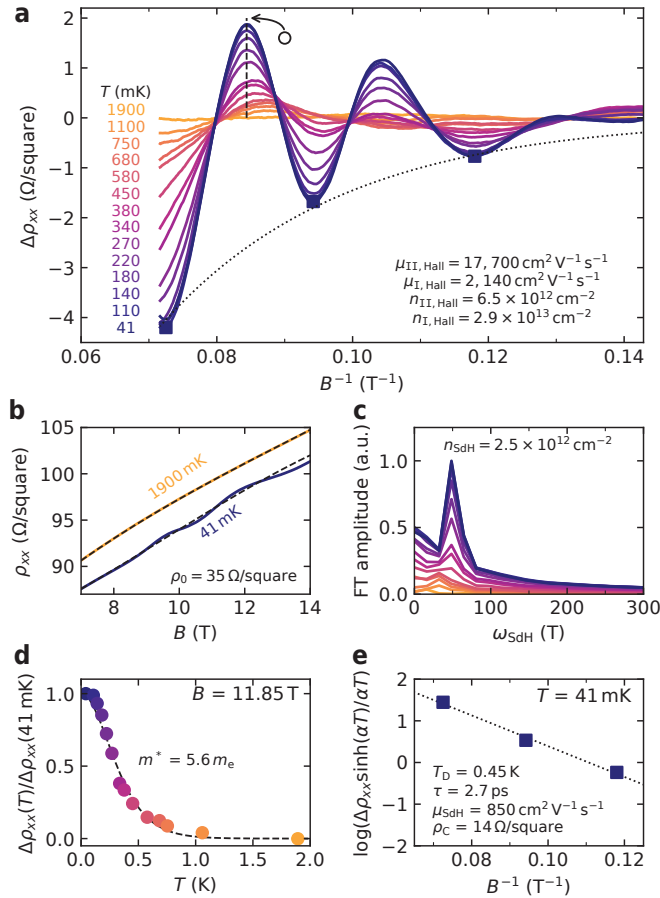 a
Δρxx (Ω/square)
2
1
0
−1
−2
−3
−4
T (mK)
1900
1100
750
680
580
450
380
340
270
220
180
140
110
41
μII, Hall = 17, 700 cm² V⁻¹ s⁻¹
μI, Hall = 2, 140 cm² V⁻¹ s⁻¹
nII, Hall = 6.5 × 10¹² cm⁻²
nI, Hall = 2.9 × 10¹³ cm⁻²
0.06 0.08 0.10 0.12 0.14
B⁻¹ (T⁻¹)
b
ρxx (Ω/square)
105
100
95
90
1900 mK
41 mK
ρ0 = 35 Ω/square
8 10 12 14
B (T)
c
FT amplitude (a.u.)
nSdH = 2.5 × 10¹² cm⁻²
1.0
0.5
0.0
0 100 200 300
ωSdH (T)
d
Δρxx(T)/Δρxx(41 mK)
B = 11.85 T
1.0
0.5
0.0
m* = 5.6 me
0.0 0.5 1.0 1.5 2.0
T (K)
e
log(Δρxxsinh(αT)/αT)
T = 41 mK
2
1
0
−1
−2
TD = 0.45 K
τ = 2.7 ps
μSdH = 850 cm² V⁻¹ s⁻¹
ρC = 14 Ω/square
0.08 0.10 0.12
B⁻¹ (T⁻¹)